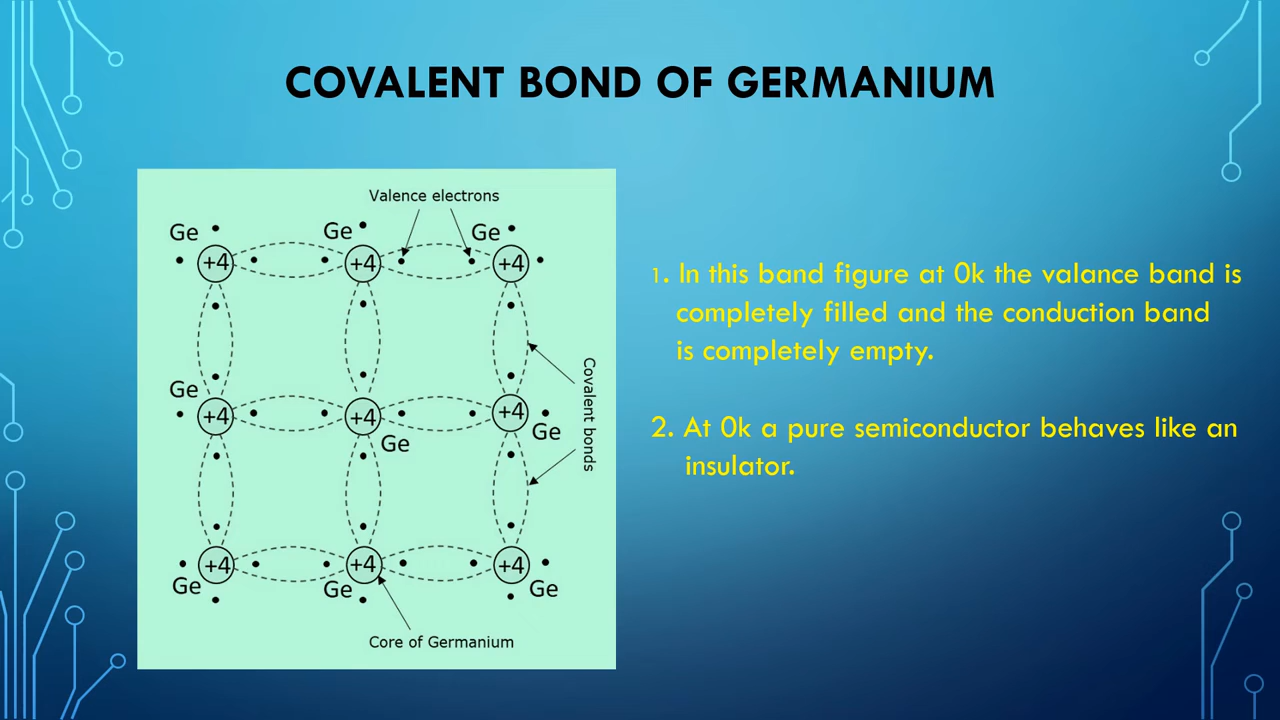 COVALENT BOND OF GERMANIUM
Valence electrons
Ge Ge Ge
+4 +4 +4
Ge
+4 +4 +4
Ge Ge
Covalent bonds
+4 +4 +4
Ge Ge Ge
Core of Germanium
1. In this band figure at 0k the valance band is
completely filled and the conduction band
is completely empty.
2. At 0k a pure semiconductor behaves like an
insulator.